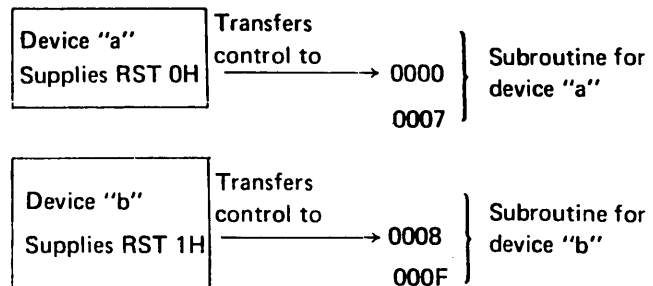 Device "a"
Supplies RST 0H
Transfers
control to
0000
0007
Subroutine for
device "a"
Device "b"
Supplies RST 1H
Transfers
control to
0008
000F
Subroutine for
device "b"